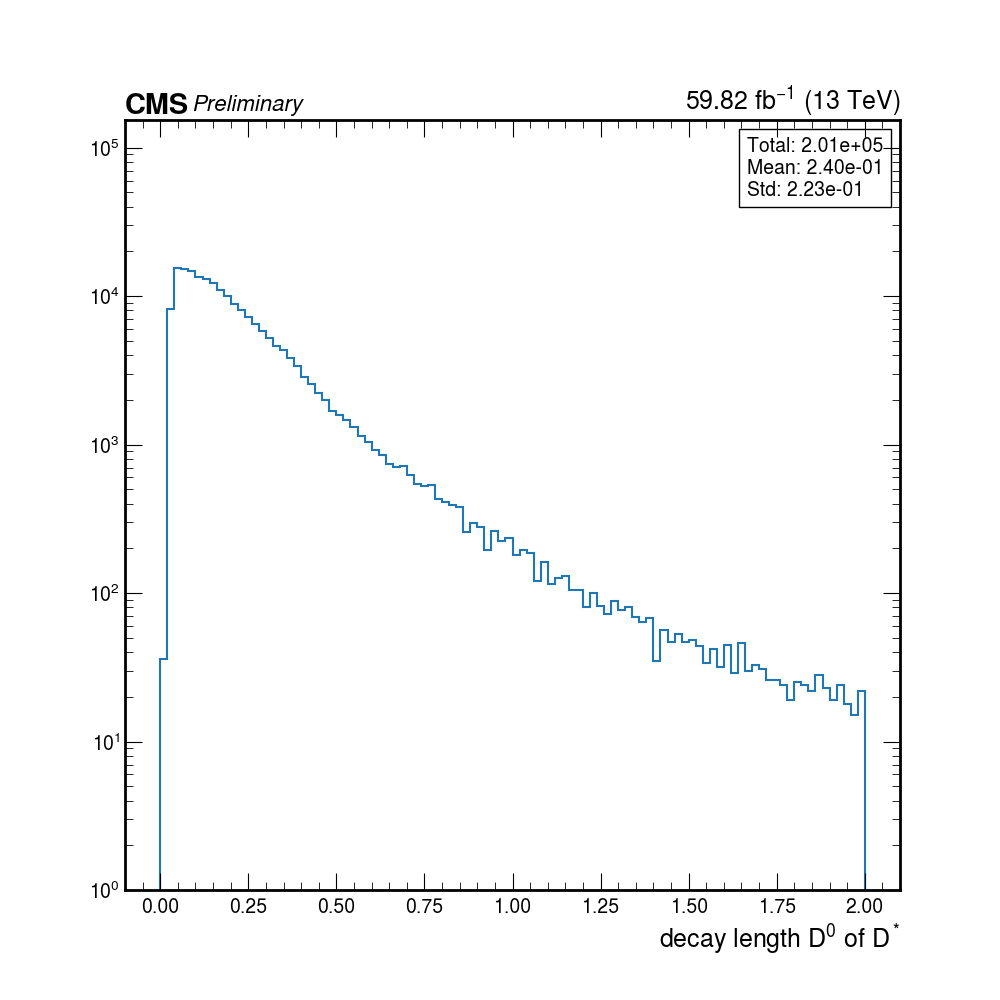 CMS Preliminary 59.82 fb⁻¹ (13 TeV)
Total: 2.01e+05
Mean: 2.40e-01
Std: 2.23e-01
10⁵
10⁴
10³
10²
10¹
10⁰
0.00 0.25 0.50 0.75 1.00 1.25 1.50 1.75 2.00
decay length D⁰ of D*